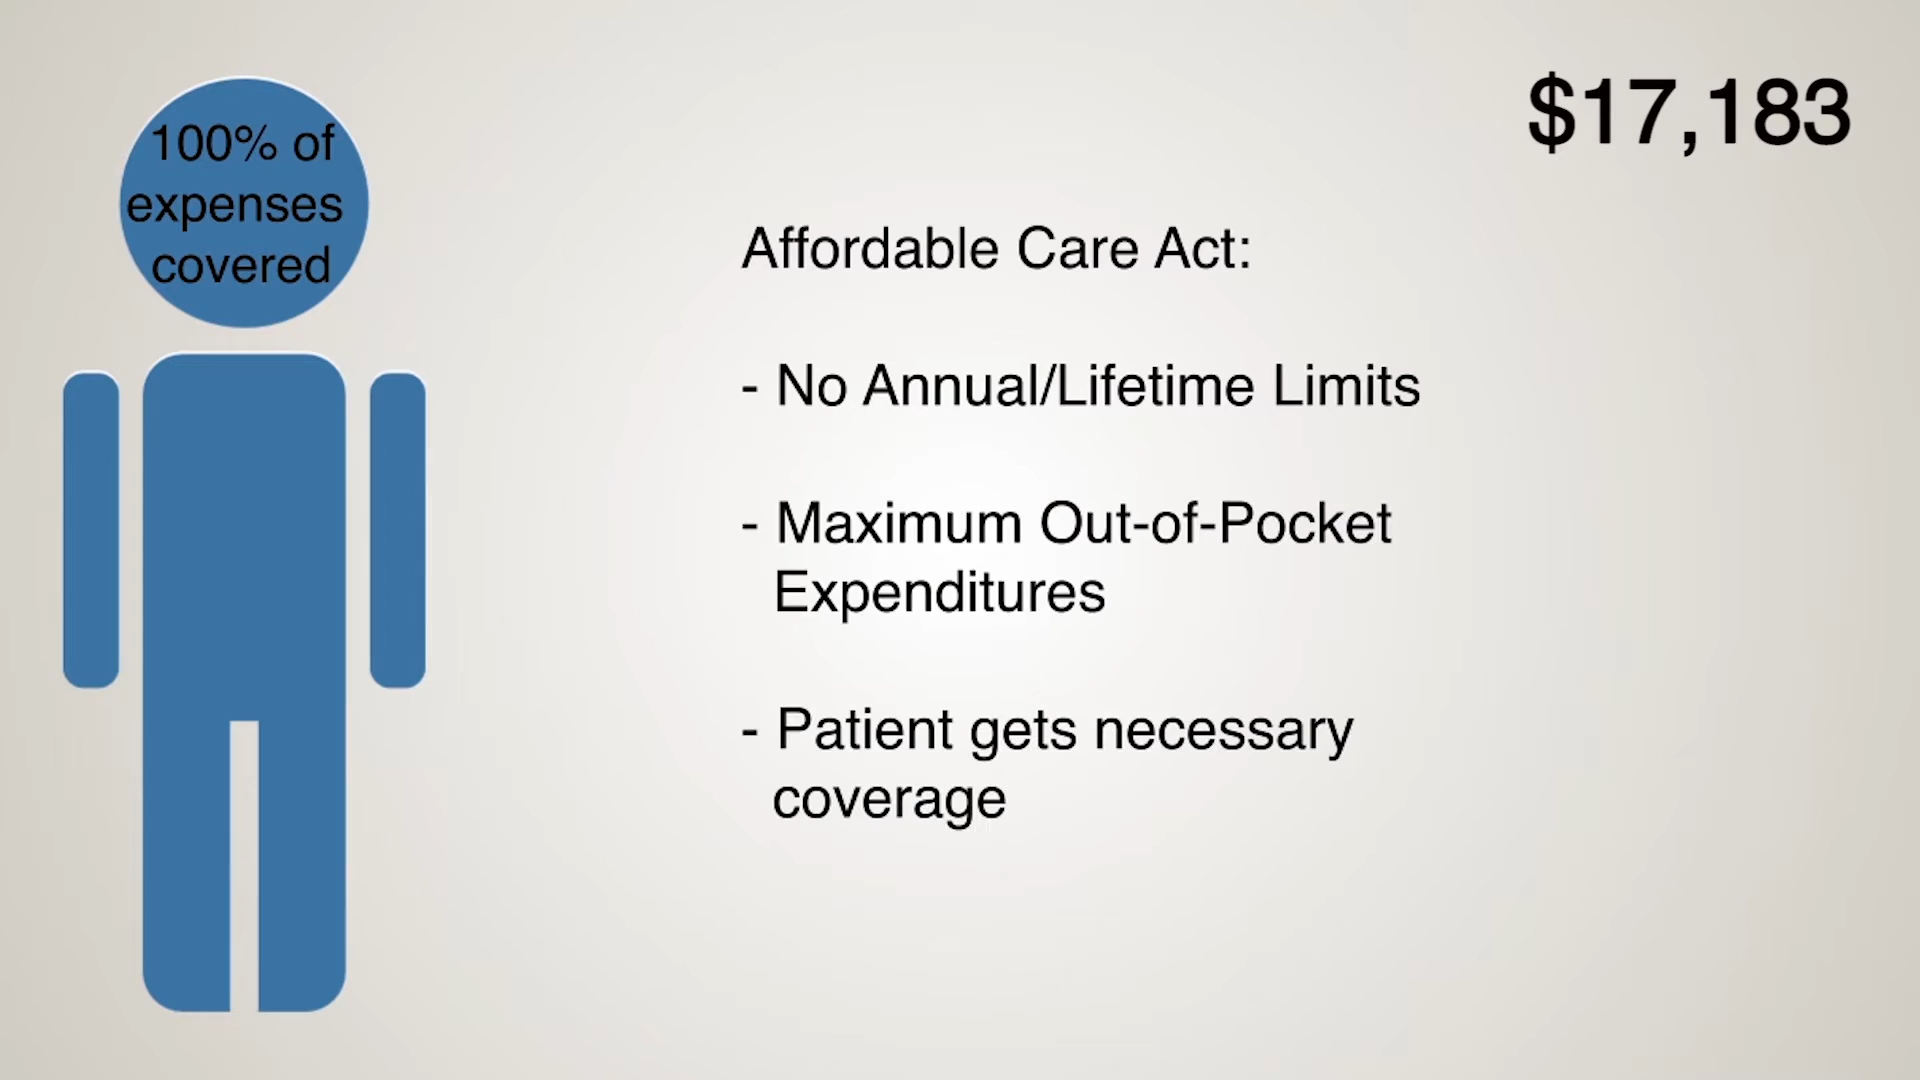 100% of
expenses
covered
$17,183
Affordable Care Act:
- No Annual/Lifetime Limits
- Maximum Out-of-Pocket
Expenditures
- Patient gets necessary
coverage